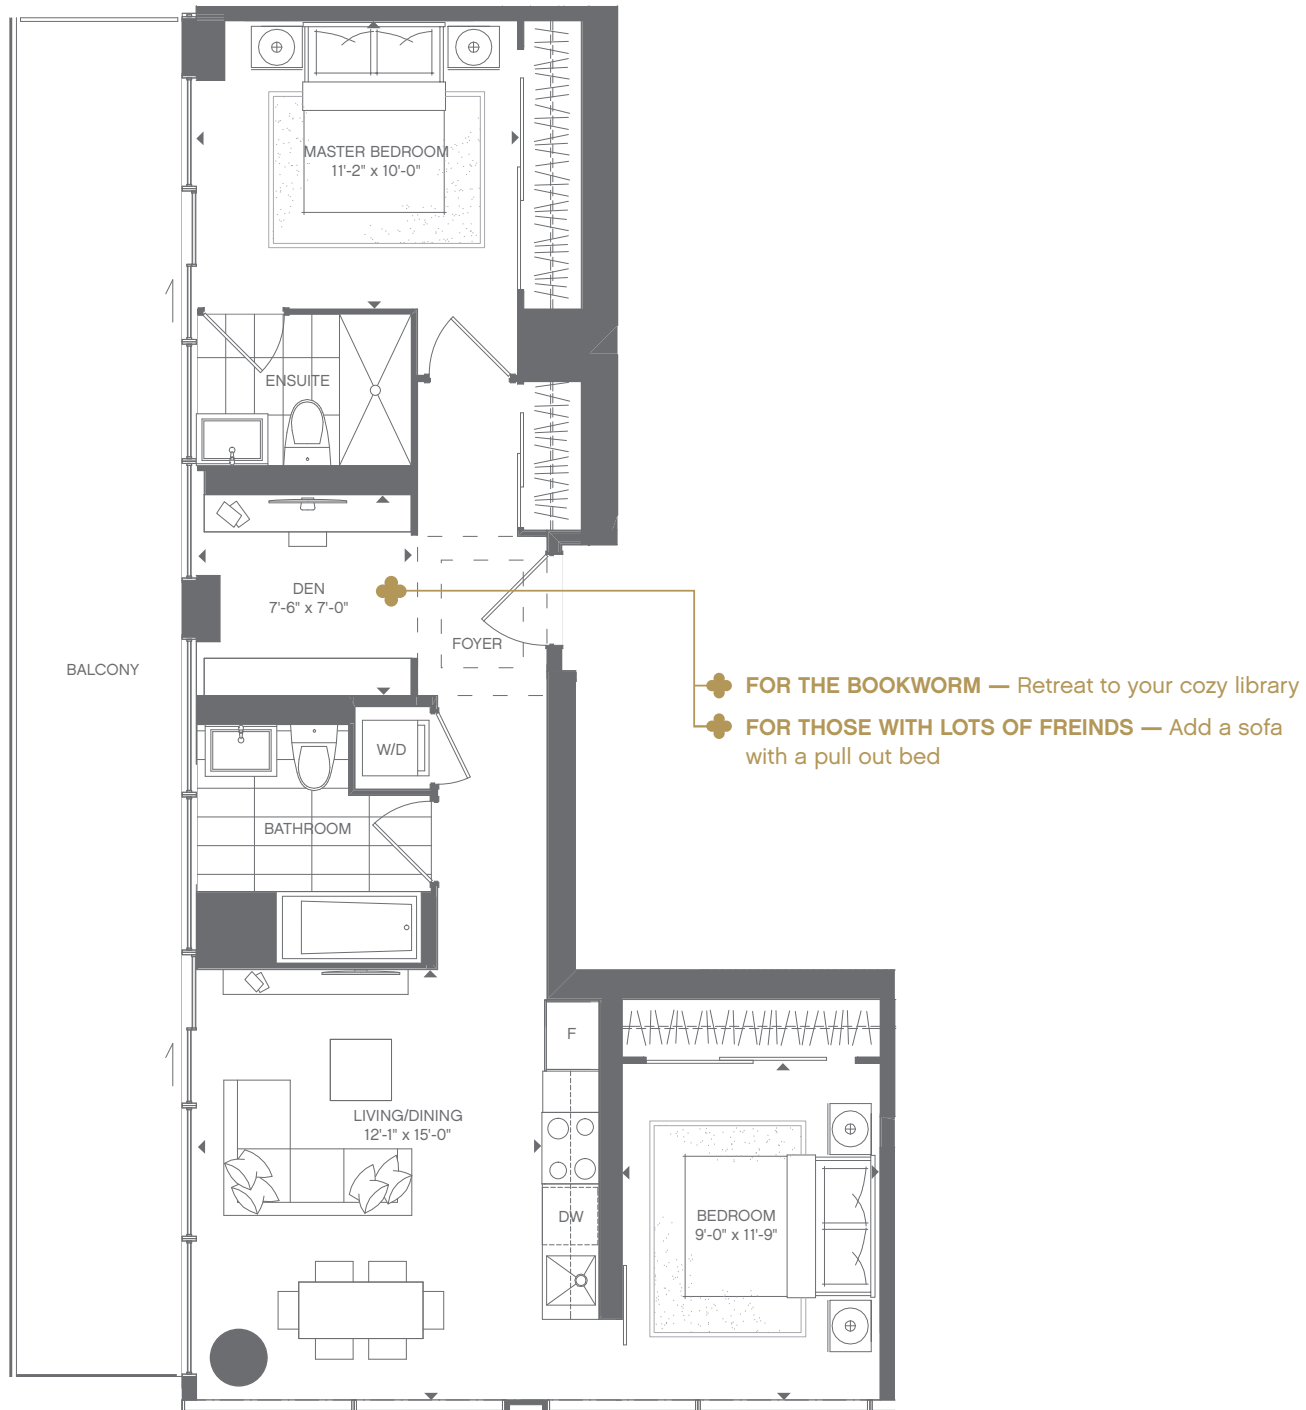 MASTER BEDROOM
11'-2" x 10'-0"
ENSUITE
DEN
7'-6" x 7'-0"
FOYER
BALCONY
FOR THE BOOKWORM — Retreat to your cozy library
FOR THOSE WITH LOTS OF FREINDS — Add a sofa
with a pull out bed
W/D
BATHROOM
F
LIVING/DINING
12'-1" x 15'-0"
DW
BEDROOM
9'-0" x 11'-9"